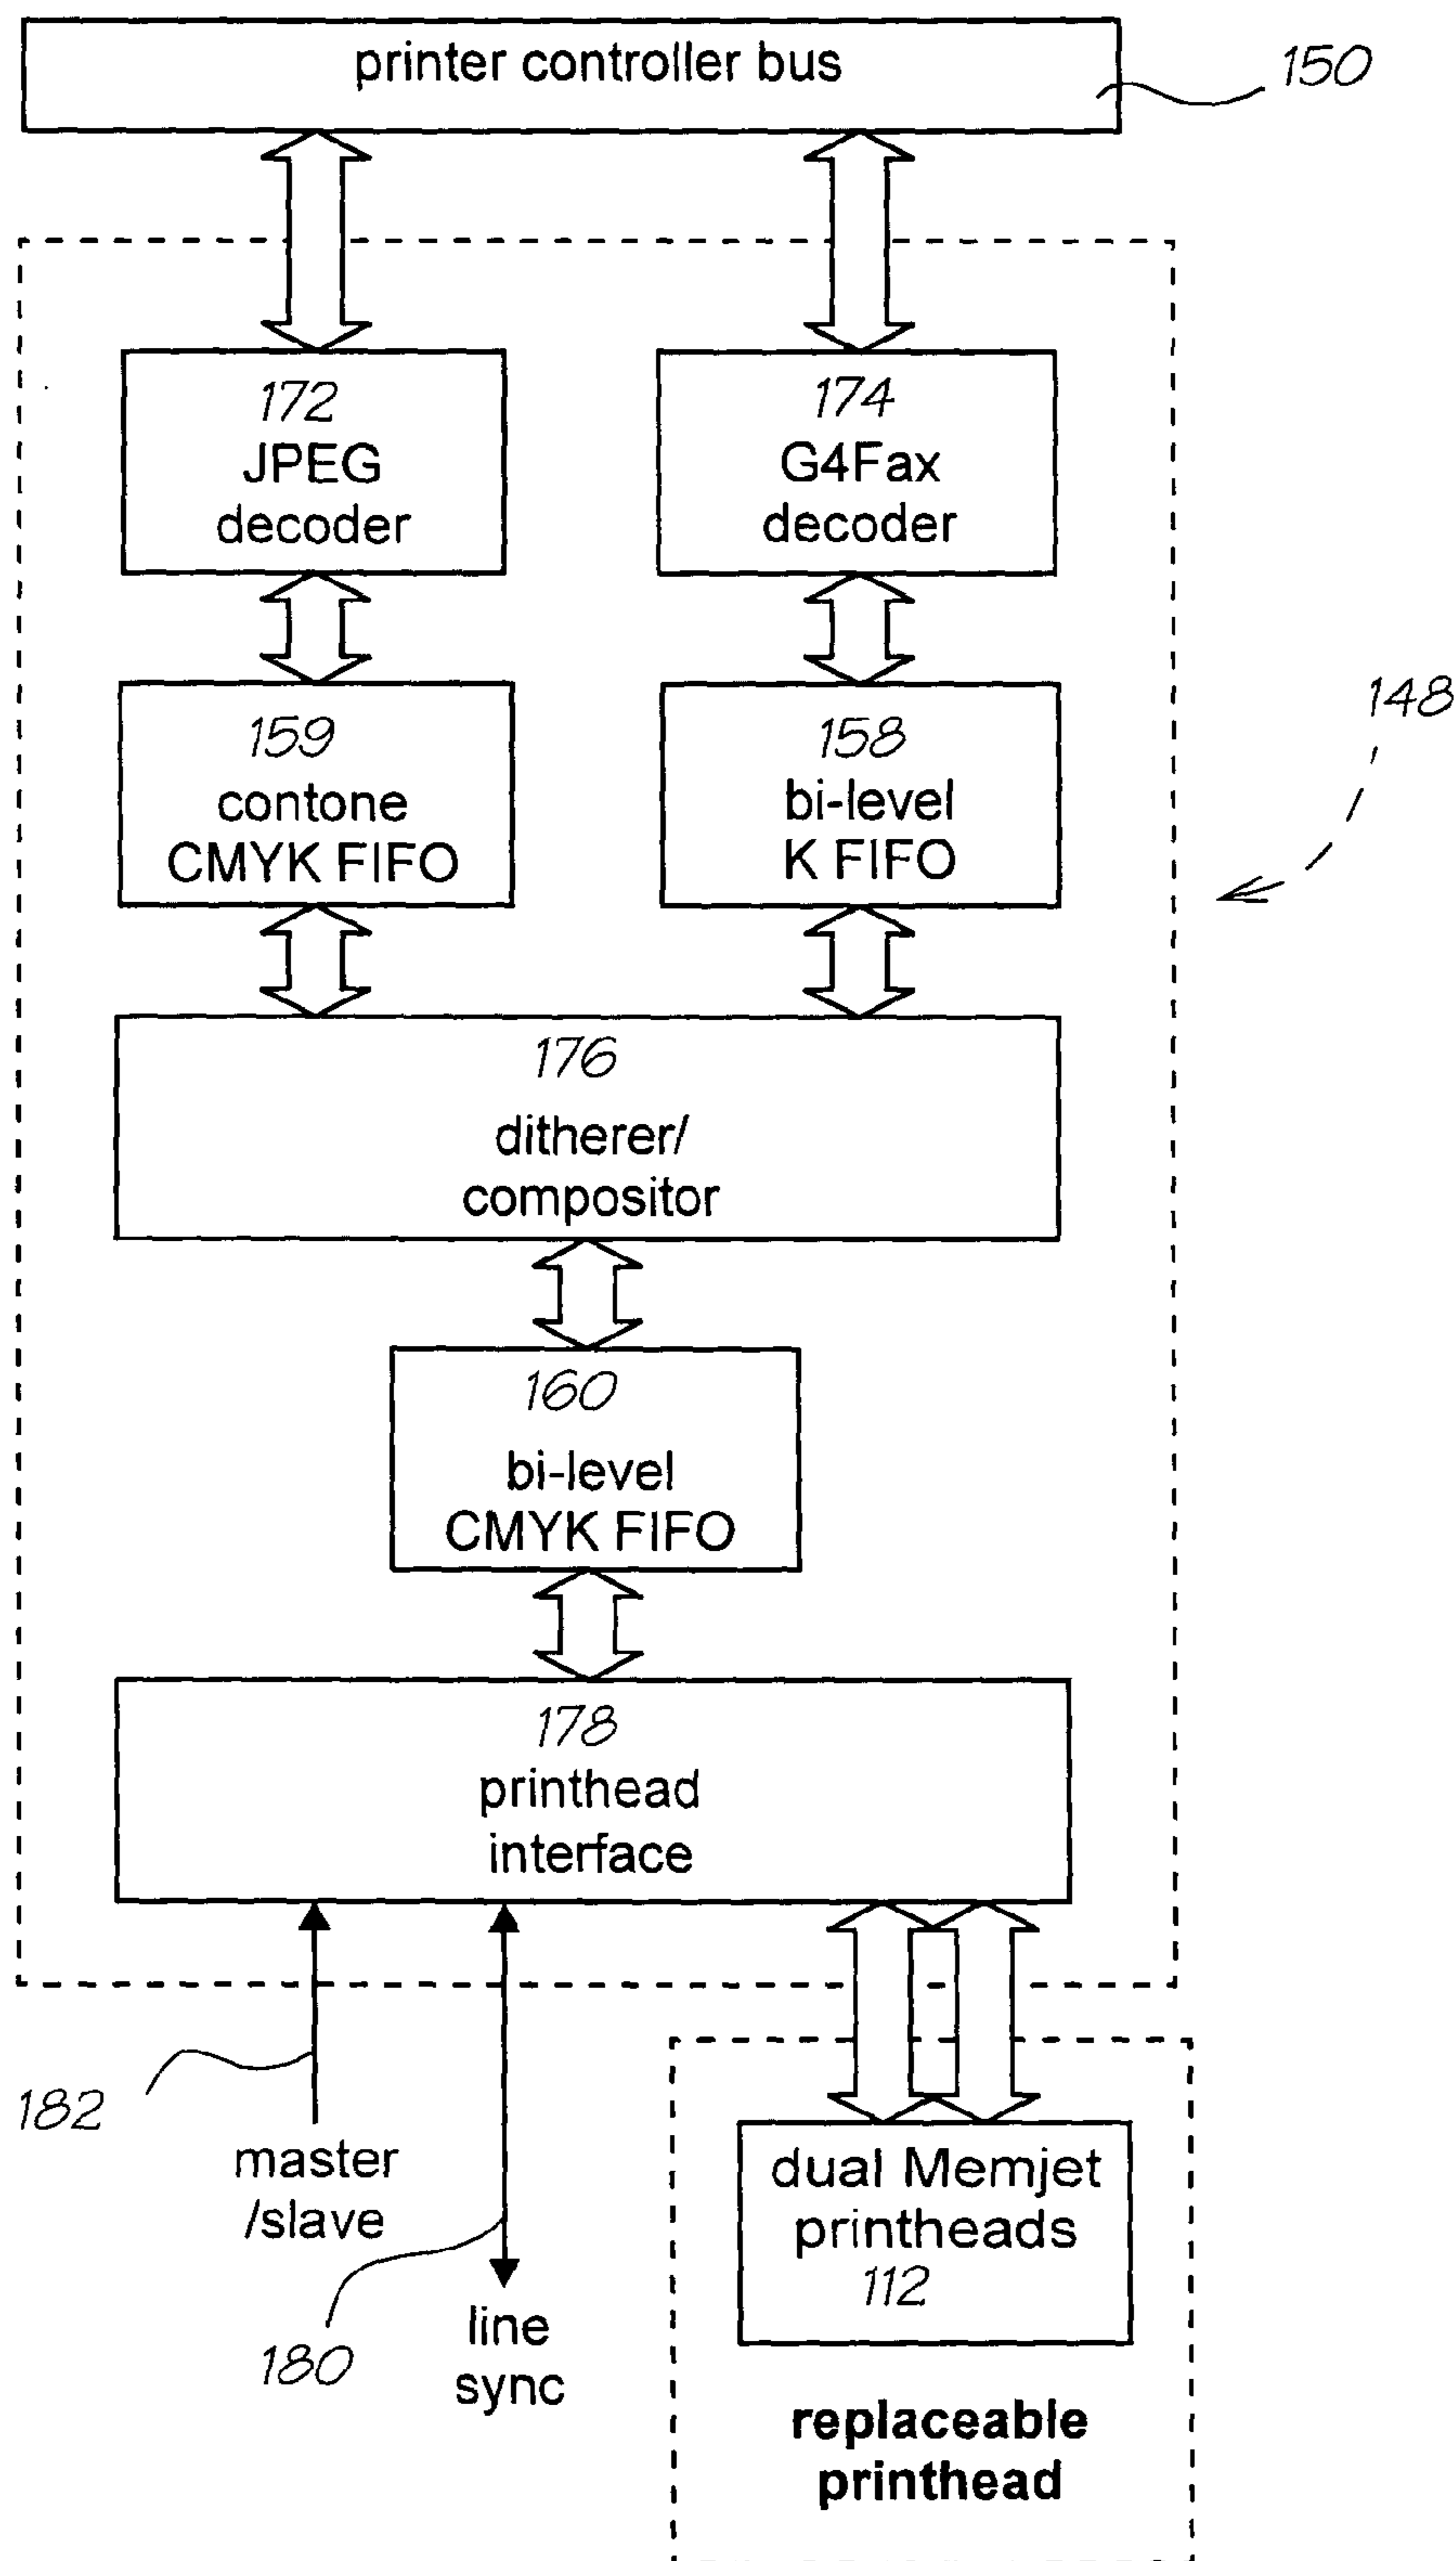 printer controller bus
150
172
JPEG
decoder
174
G4Fax
decoder
148
159
contone
CMYK FIFO
158
bi-level
K FIFO
176
ditherer/
compositor
160
bi-level
CMYK FIFO
178
printhead
interface
182
master
/slave
180
line
sync
dual Memjet
printheads
112
replaceable
printhead